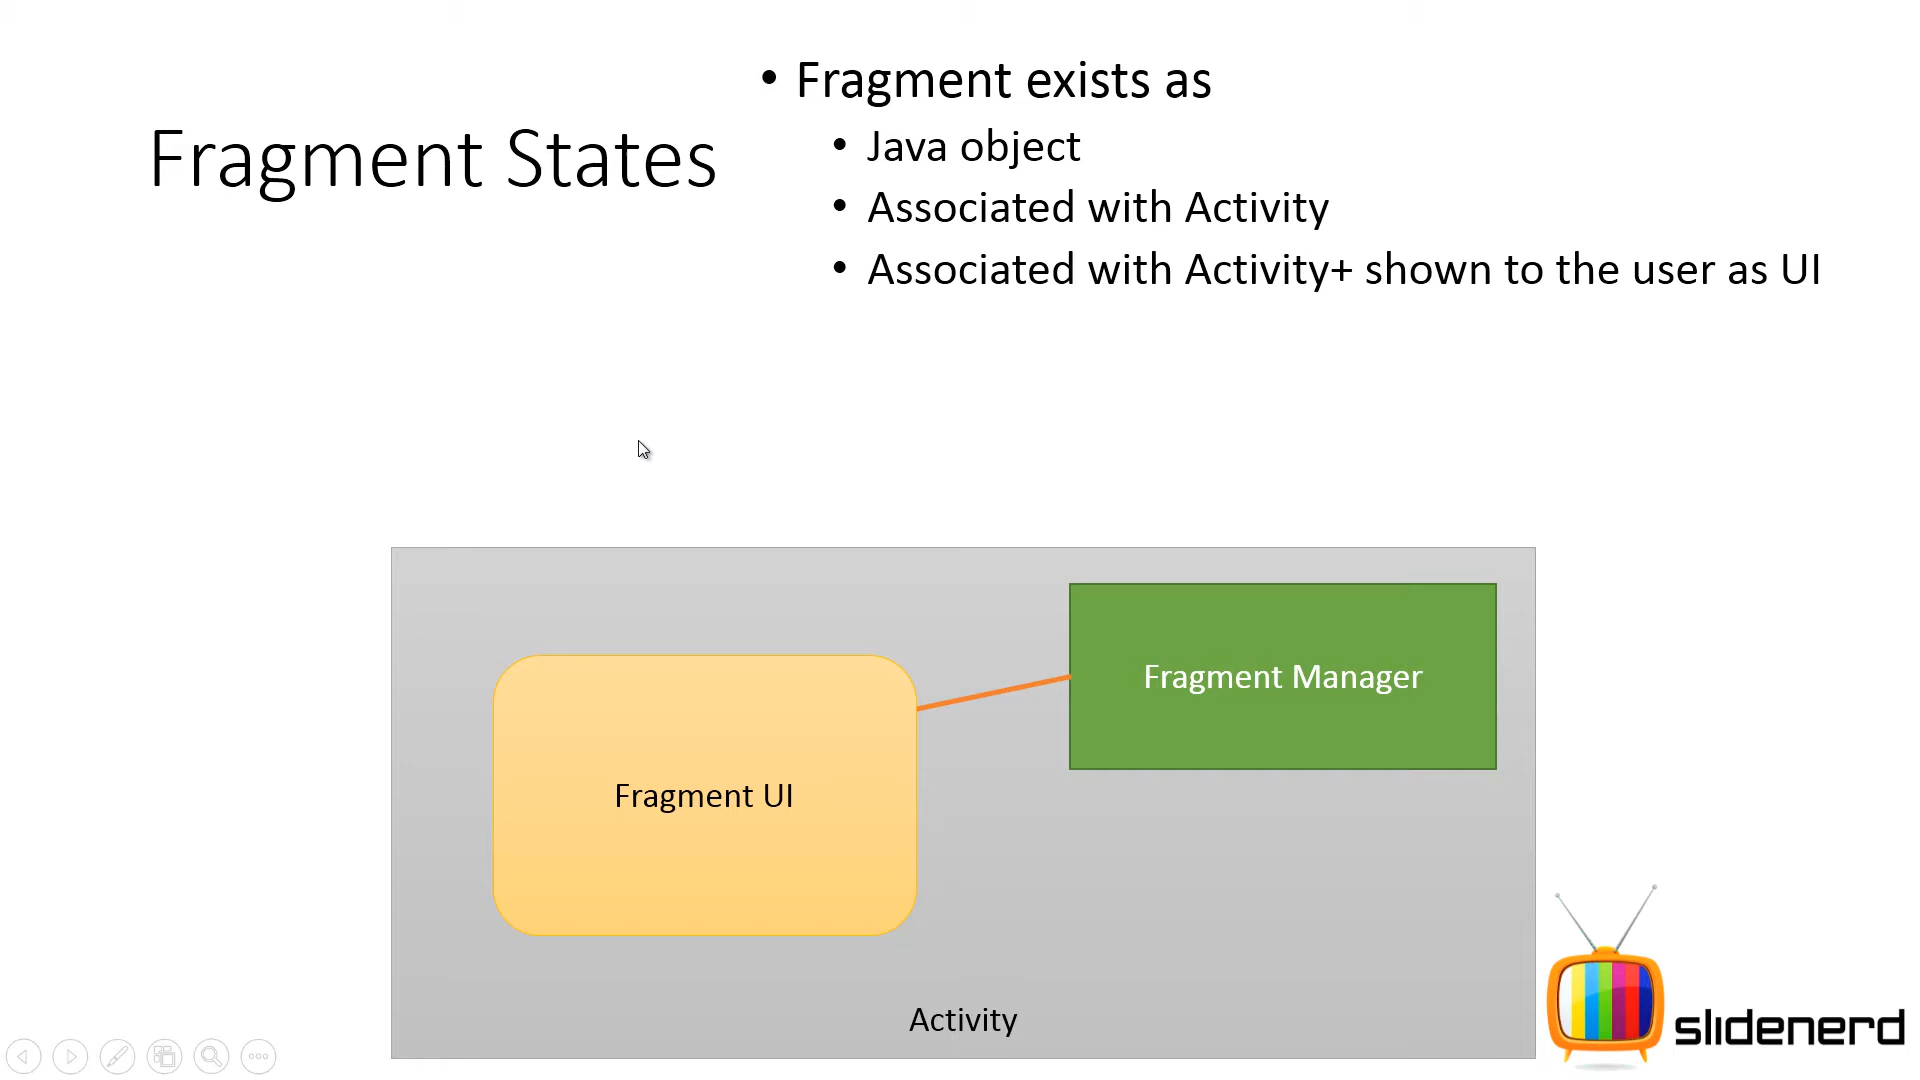 Fragment States
• Fragment exists as
• Java object
• Associated with Activity
• Associated with Activity+ shown to the user as UI
Fragment Manager
Fragment UI
Activity
slidenerd